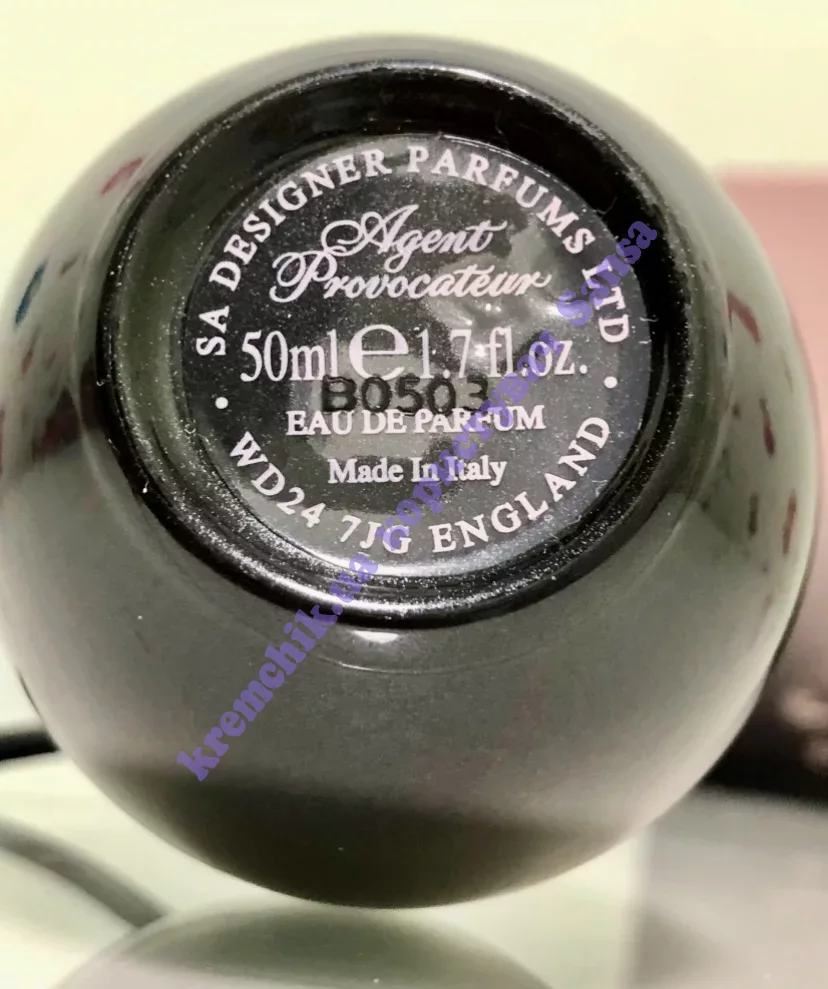 SA DESIGNER PARFUMS LTD
Agent
Provocateur
50ml e 1.7 fl.oz.
B0503
EAU DE PARFUM
Made In Italy
• WD24 7JG ENGLAND •
kremchik.ua Sansa